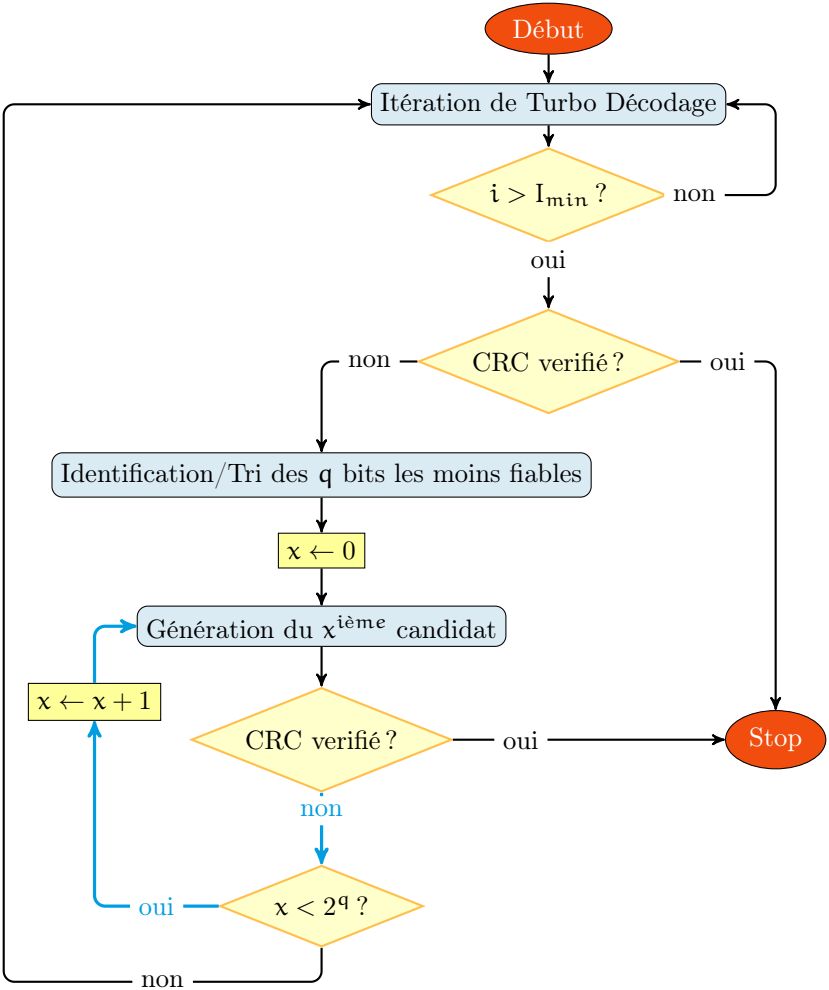 Début
Itération de Turbo Décodage
i > I_min ?
non
oui
CRC verifié ?
non
oui
Identification/Tri des q bits les moins fiables
x ← 0
Génération du x^ième candidat
x ← x + 1
CRC verifié ?
oui
Stop
non
x < 2^q ?
oui
non